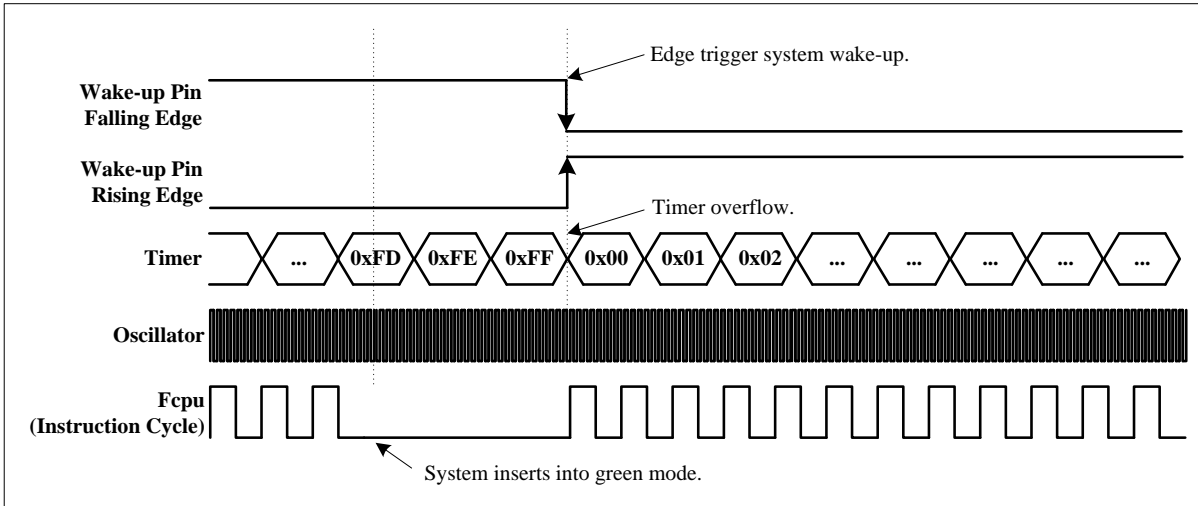 Edge trigger system wake-up.
Wake-up Pin
Falling Edge
Wake-up Pin
Rising Edge
Timer overflow.
Timer ... 0xFD 0xFE 0xFF 0x00 0x01 0x02 ... ... ... ... ...
Oscillator
Fcpu
(Instruction Cycle)
System inserts into green mode.